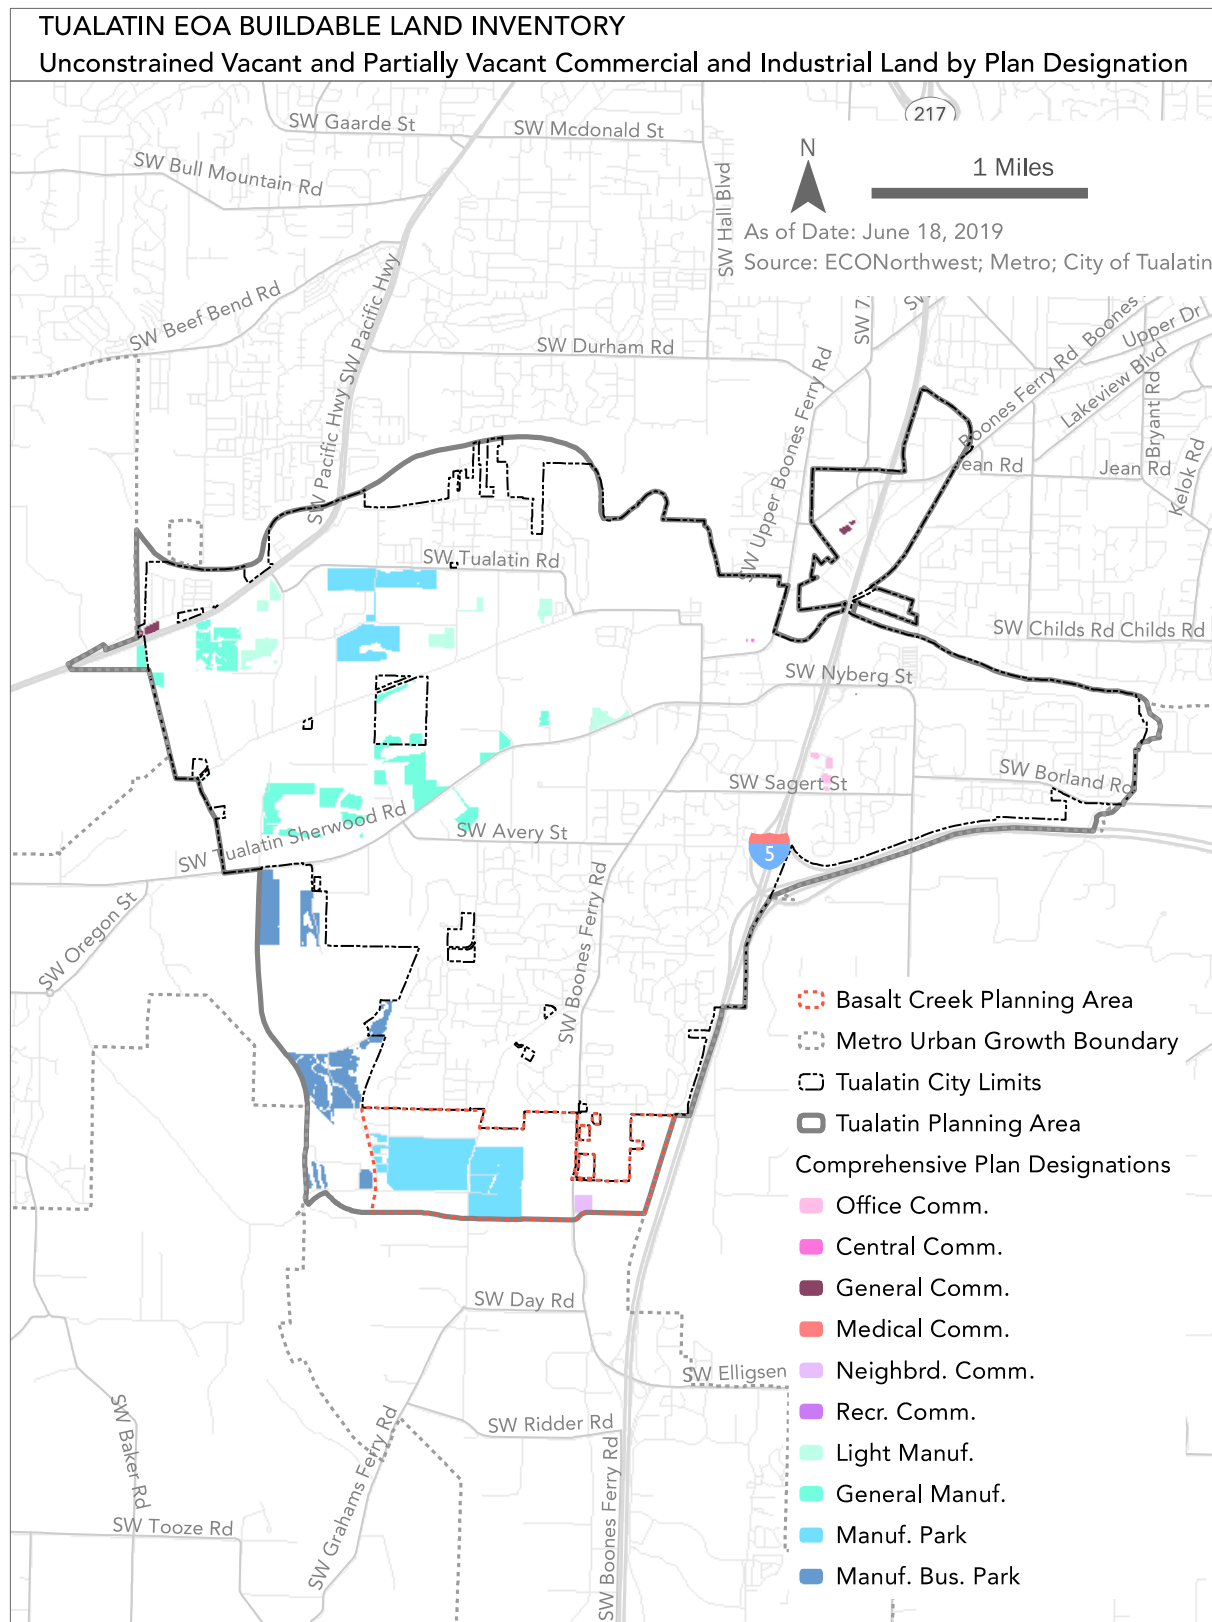 TUALATIN EOA BUILDABLE LAND INVENTORY
Unconstrained Vacant and Partially Vacant Commercial and Industrial Land by Plan Designation
217
SW Gaarde St
SW Mcdonald St
N
1 Miles
SW Bull Mountain Rd
SW Hall Blvd
As of Date: June 18, 2019
Source: ECONorthwest; Metro; City of Tualatin
SW Pacific Hwy SW Pacific Hwy
SW Beef Bend Rd
SW 7
SW Durham Rd
Boones Ferry Rd Boones
Upper Dr
Lakeview Blvd
Bryant Rd
SW Upper Boones Ferry Rd
Jean Rd
Jean Rd
Kelok Rd
SW Tualatin Rd
SW Childs Rd Childs Rd
SW Nyberg St
SW Sagert St
SW Borland Rd
SW Tualatin Sherwood Rd
SW Avery St
5
SW Oregon St
SW Boones Ferry Rd
Basalt Creek Planning Area
Metro Urban Growth Boundary
Tualatin City Limits
Tualatin Planning Area
Comprehensive Plan Designations
Office Comm.
Central Comm.
General Comm.
Medical Comm.
Neighbrd. Comm.
Recr. Comm.
Light Manuf.
General Manuf.
Manuf. Park
Manuf. Bus. Park
SW Day Rd
SW Elligsen
SW Ridder Rd
SW Baker Rd
SW Grahams Ferry Rd
SW Boones Ferry Rd
SW Tooze Rd